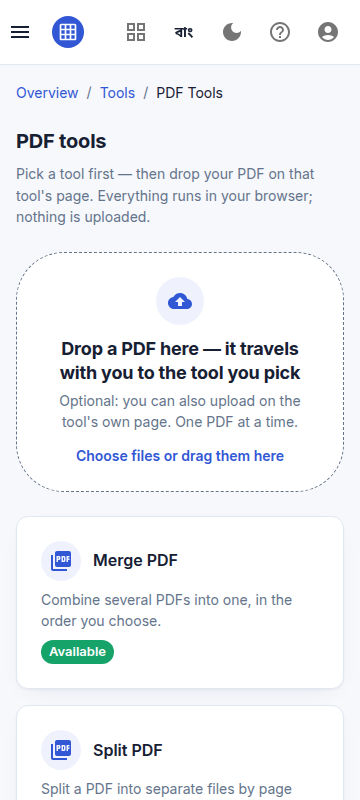 বাং
Overview / Tools / PDF Tools
PDF tools
Pick a tool first — then drop your PDF on that
tool's page. Everything runs in your browser;
nothing is uploaded.
Drop a PDF here — it travels
with you to the tool you pick
Optional: you can also upload on the
tool's own page. One PDF at a time.
Choose files or drag them here
PDF
Merge PDF
Combine several PDFs into one, in the
order you choose.
Available
PDF
Split PDF
Split a PDF into separate files by page